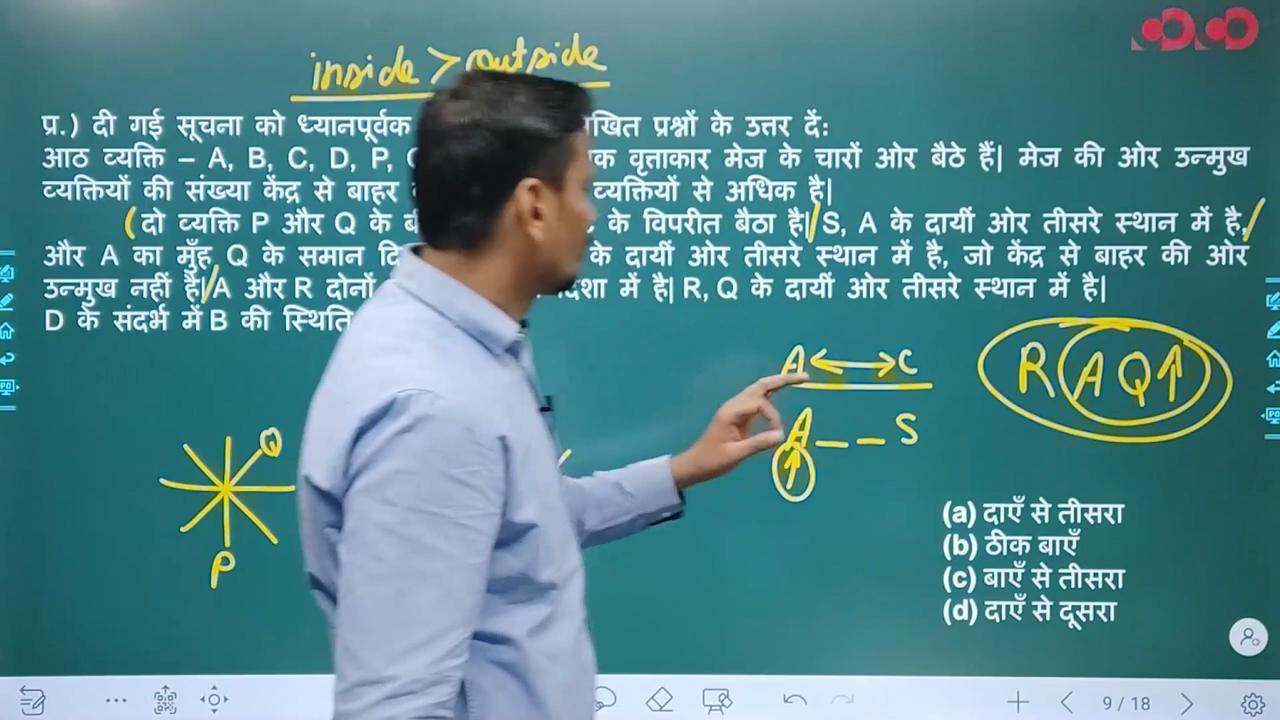 inside > outside
प्र.) दी गई सूचना को ध्यानपूर्वक खित प्रश्नों के उत्तर दें:
आठ व्यक्ति – A, B, C, D, P, क वृत्ताकार मेज के चारों ओर बैठे हैं| मेज की ओर उन्मुख
व्यक्तियों की संख्या केंद्र से बाहर व्यक्तियों से अधिक है|
(दो व्यक्ति P और Q के C के विपरीत बैठा है|/S, A के दायीं ओर तीसरे स्थान में है,/
और A का मुँह Q के समान के दायीं ओर तीसरे स्थान में है, जो केंद्र से बाहर की ओर
उन्मुख नहीं है|/A और R दोनों दिशा में है| R, Q के दायीं ओर तीसरे स्थान में है|
D के संदर्भ में B की स्थिति
A ↔ C
R A Q ↑
A _ _ S
↑
Q
P
(a) दाएँ से तीसरा
(b) ठीक बाएँ
(c) बाएँ से तीसरा
(d) दाएँ से दूसरा
9 / 18